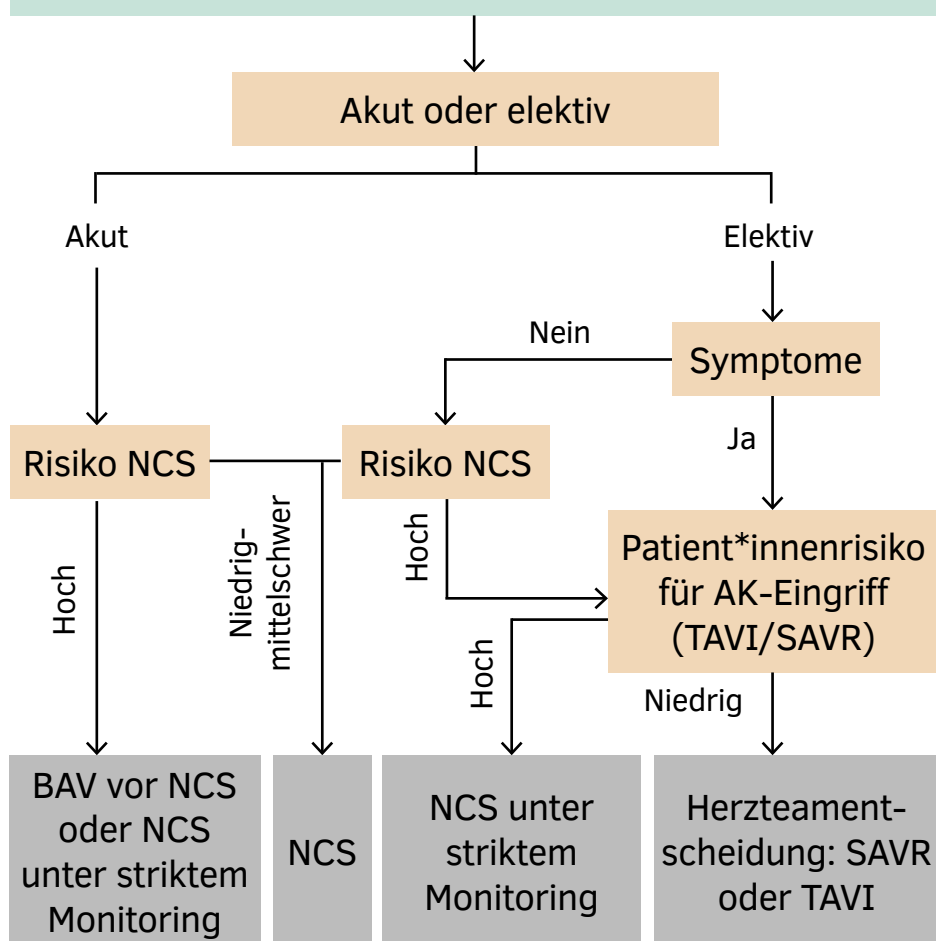 Akut oder elektiv
Akut
Elektiv
Nein
Symptome
Ja
Risiko NCS
Risiko NCS
Hoch
Niedrig-
mittelschwer
Hoch
Patient*innenrisiko
für AK-Eingriff
(TAVI/SAVR)
Hoch
Niedrig
BAV vor NCS
oder NCS
unter striktem
Monitoring
NCS
NCS unter
striktem
Monitoring
Herzteament-
scheidung: SAVR
oder TAVI